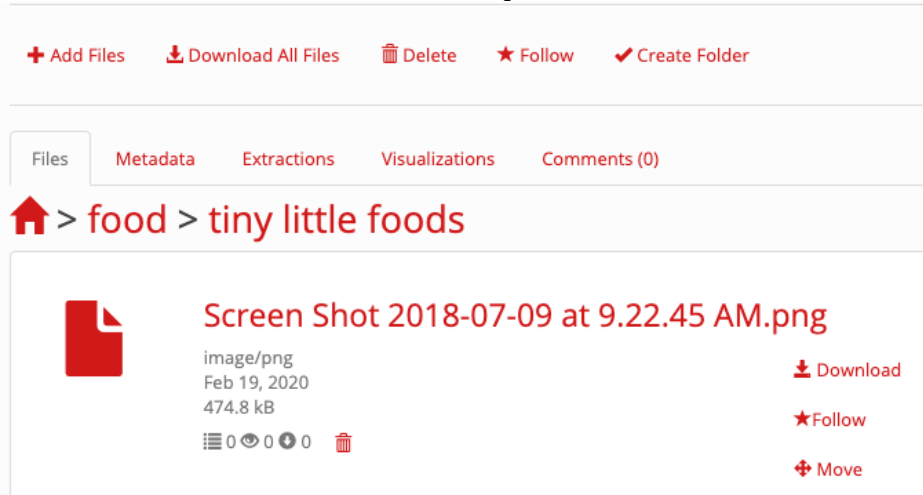 Add Files Download All Files Delete Follow Create Folder
Files Metadata Extractions Visualizations Comments (0)
> food > tiny little foods
Screen Shot 2018-07-09 at 9.22.45 AM.png
image/png
Feb 19, 2020
474.8 kB
0 0 0
Download
Follow
Move